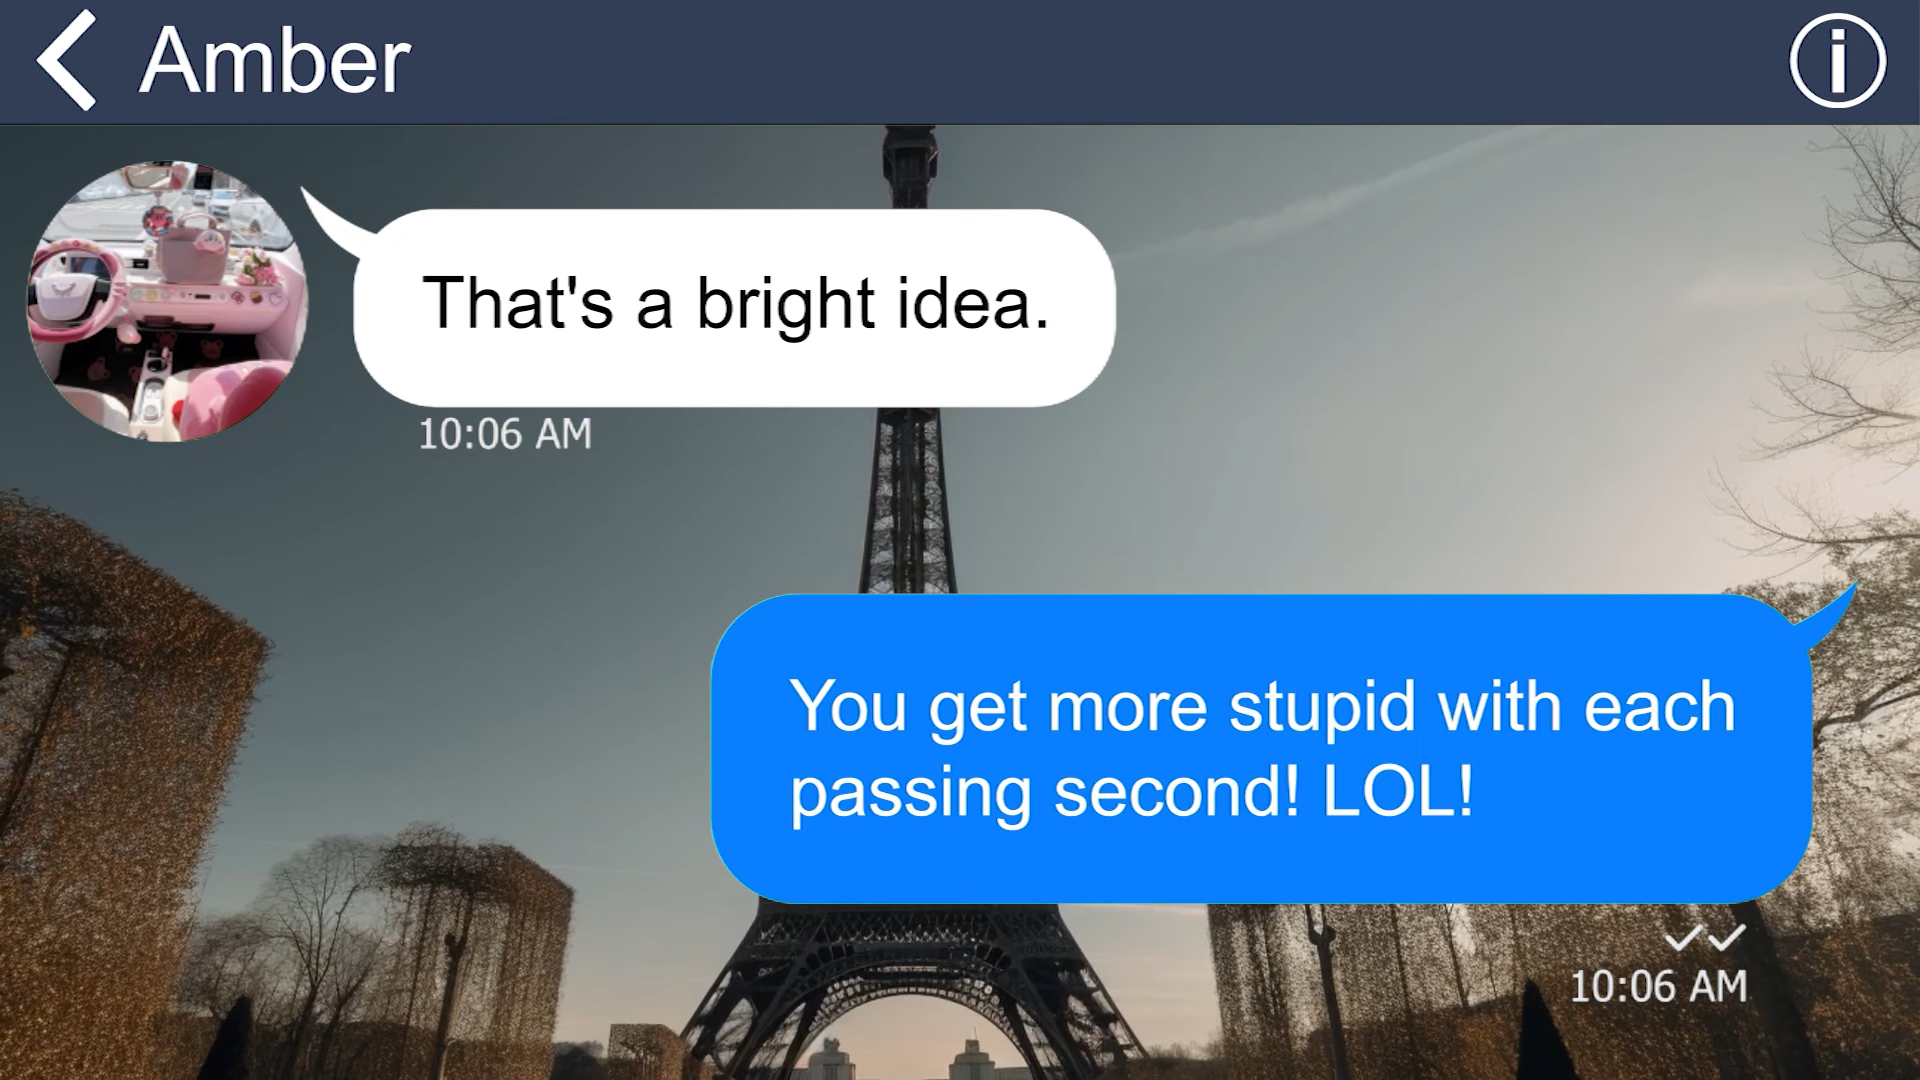 Amber
That's a bright idea.
10:06 AM
You get more stupid with each
passing second! LOL!
10:06 AM